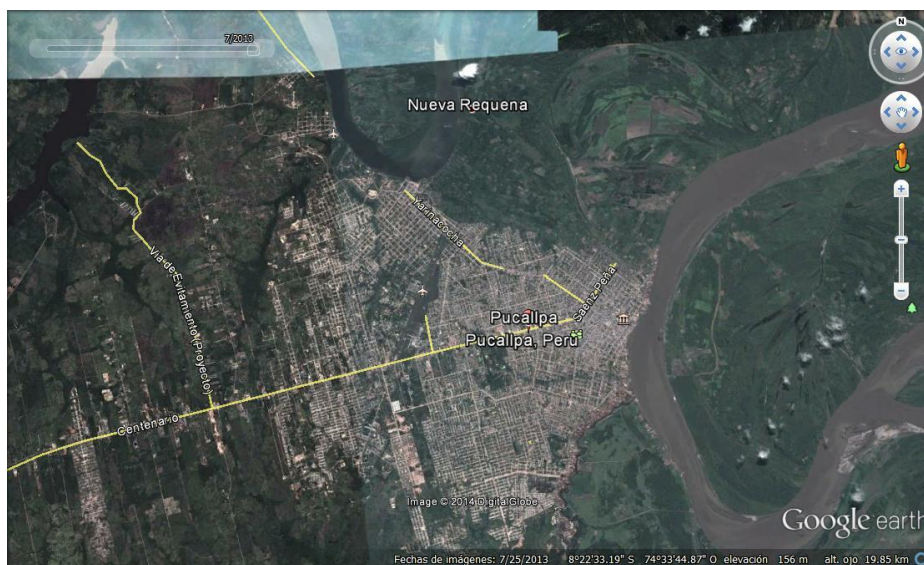 7/2013
N
Nueva Requena
Yarinacocha
Vía de Evitamiento (Proyecto)
Saenz Peña
Pucallpa
Pucallpa, Perú
Centenario
Image © 2014 DigitalGlobe
Google earth
Fechas de imágenes: 7/25/2013 8°22'33.19" S 74°33'44.87" O elevación 156 m alt. ojo 19.85 km